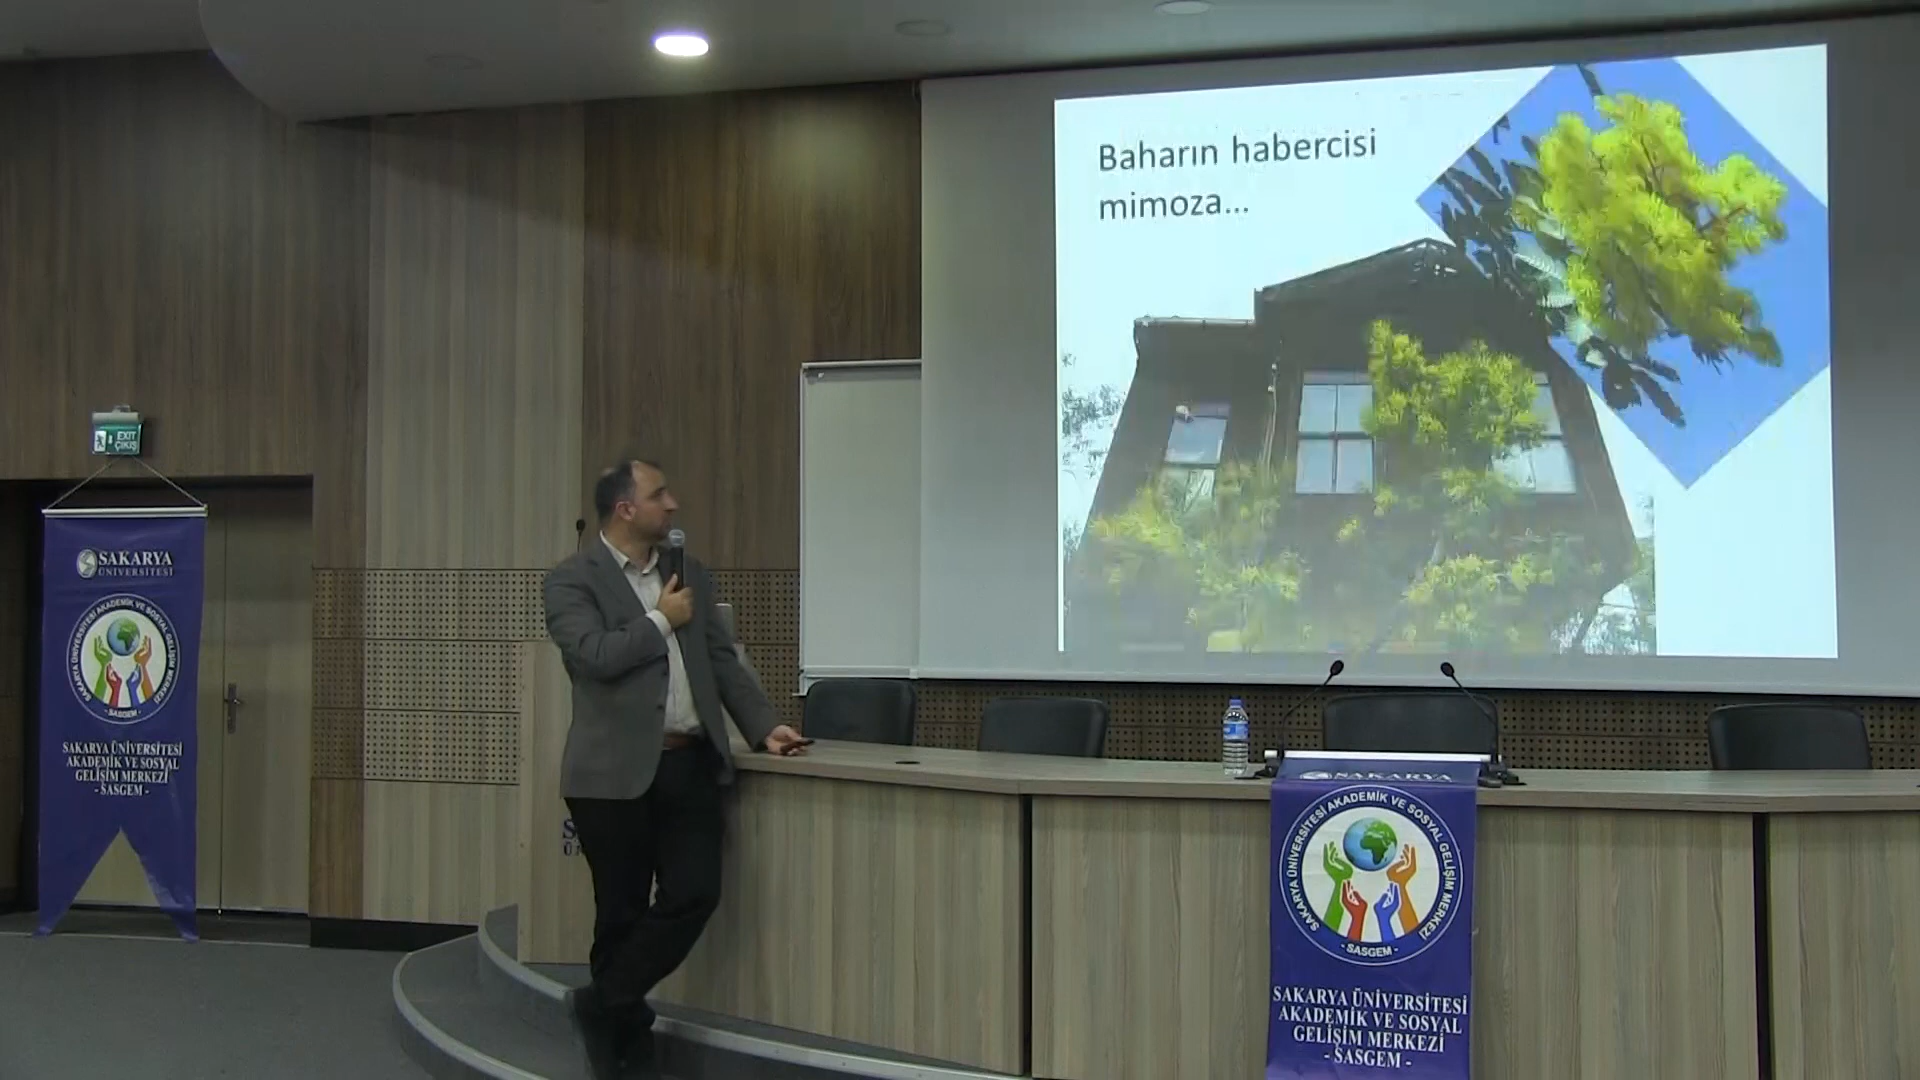 Baharın habercisi
mimoza...
EXIT
ÇIKIŞ
SAKARYA
ÜNİVERSİTESİ
SAKARYA ÜNİVERSİTESİ AKADEMİK VE SOSYAL GELİŞİM MERKEZİ
- SASGEM -
SAKARYA ÜNİVERSİTESİ
AKADEMİK VE SOSYAL
GELİŞİM MERKEZİ
- SASGEM -
SAKARYA
SAKARYA ÜNİVERSİTESİ AKADEMİK VE SOSYAL GELİŞİM MERKEZİ
- SASGEM -
SAKARYA ÜNİVERSİTESİ
AKADEMİK VE SOSYAL
GELİŞİM MERKEZİ
- SASGEM -